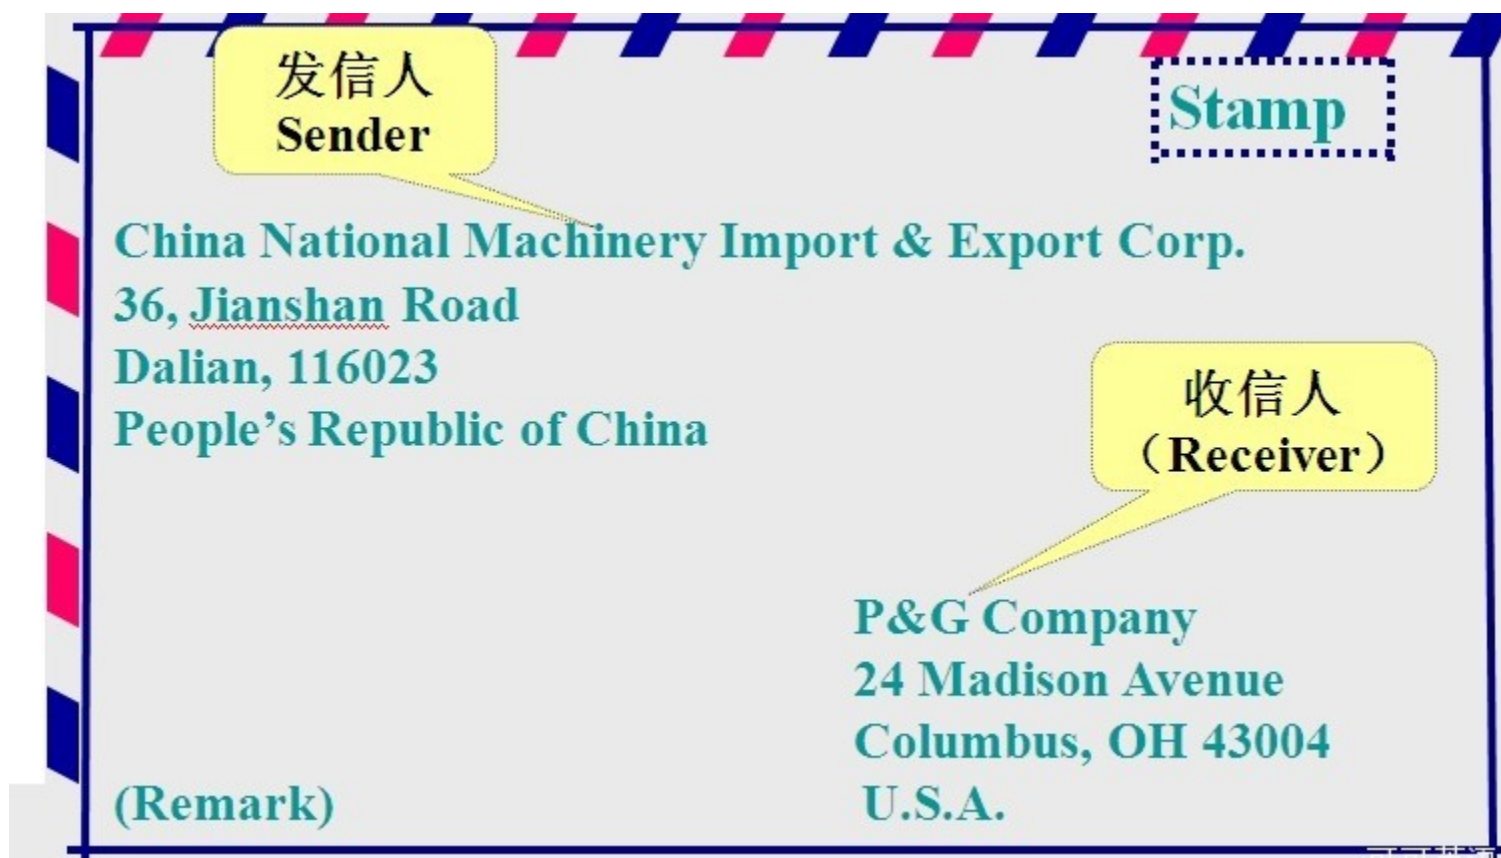 发信人
Sender
Stamp
China National Machinery Import & Export Corp.
36, Jianshan Road
Dalian, 116023
People's Republic of China
收信人
（Receiver）
P&G Company
24 Madison Avenue
Columbus, OH 43004
(Remark)
U.S.A.